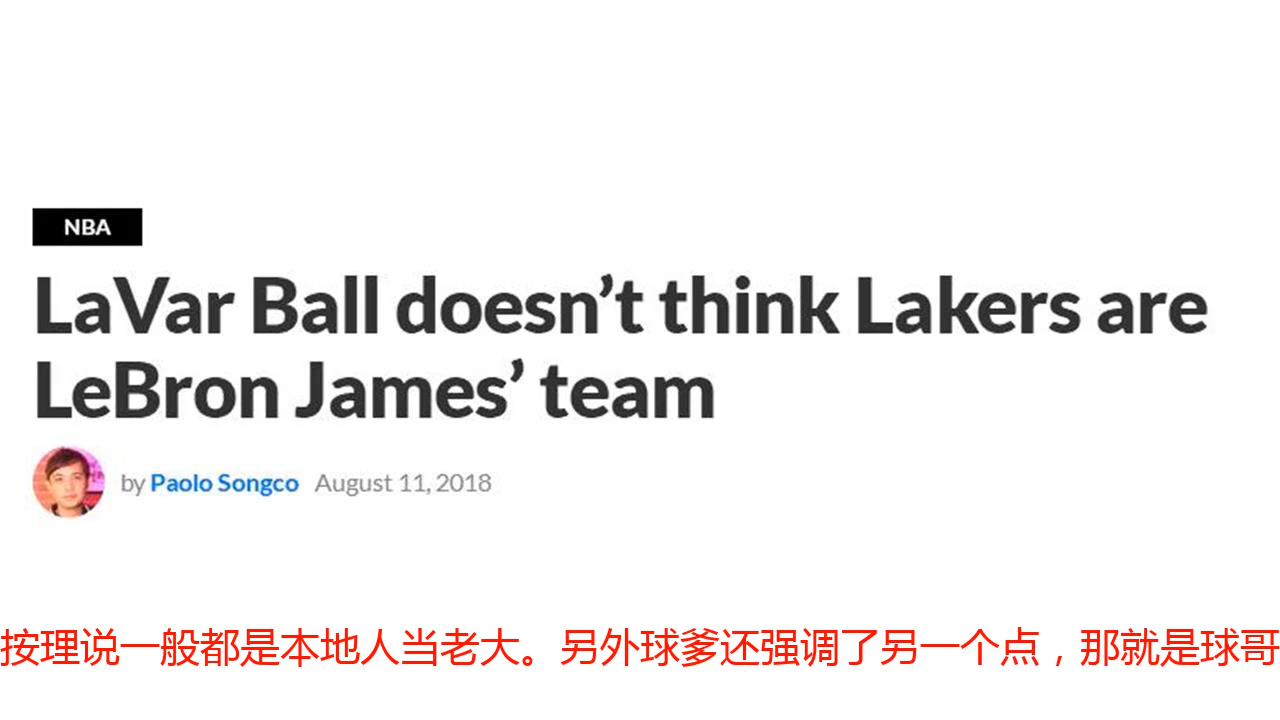 NBA
LaVar Ball doesn’t think Lakers are
LeBron James’ team
by Paolo Songco August 11, 2018
按理说一般都是本地人当老大。另外球爹还强调了另一个点，那就是球哥